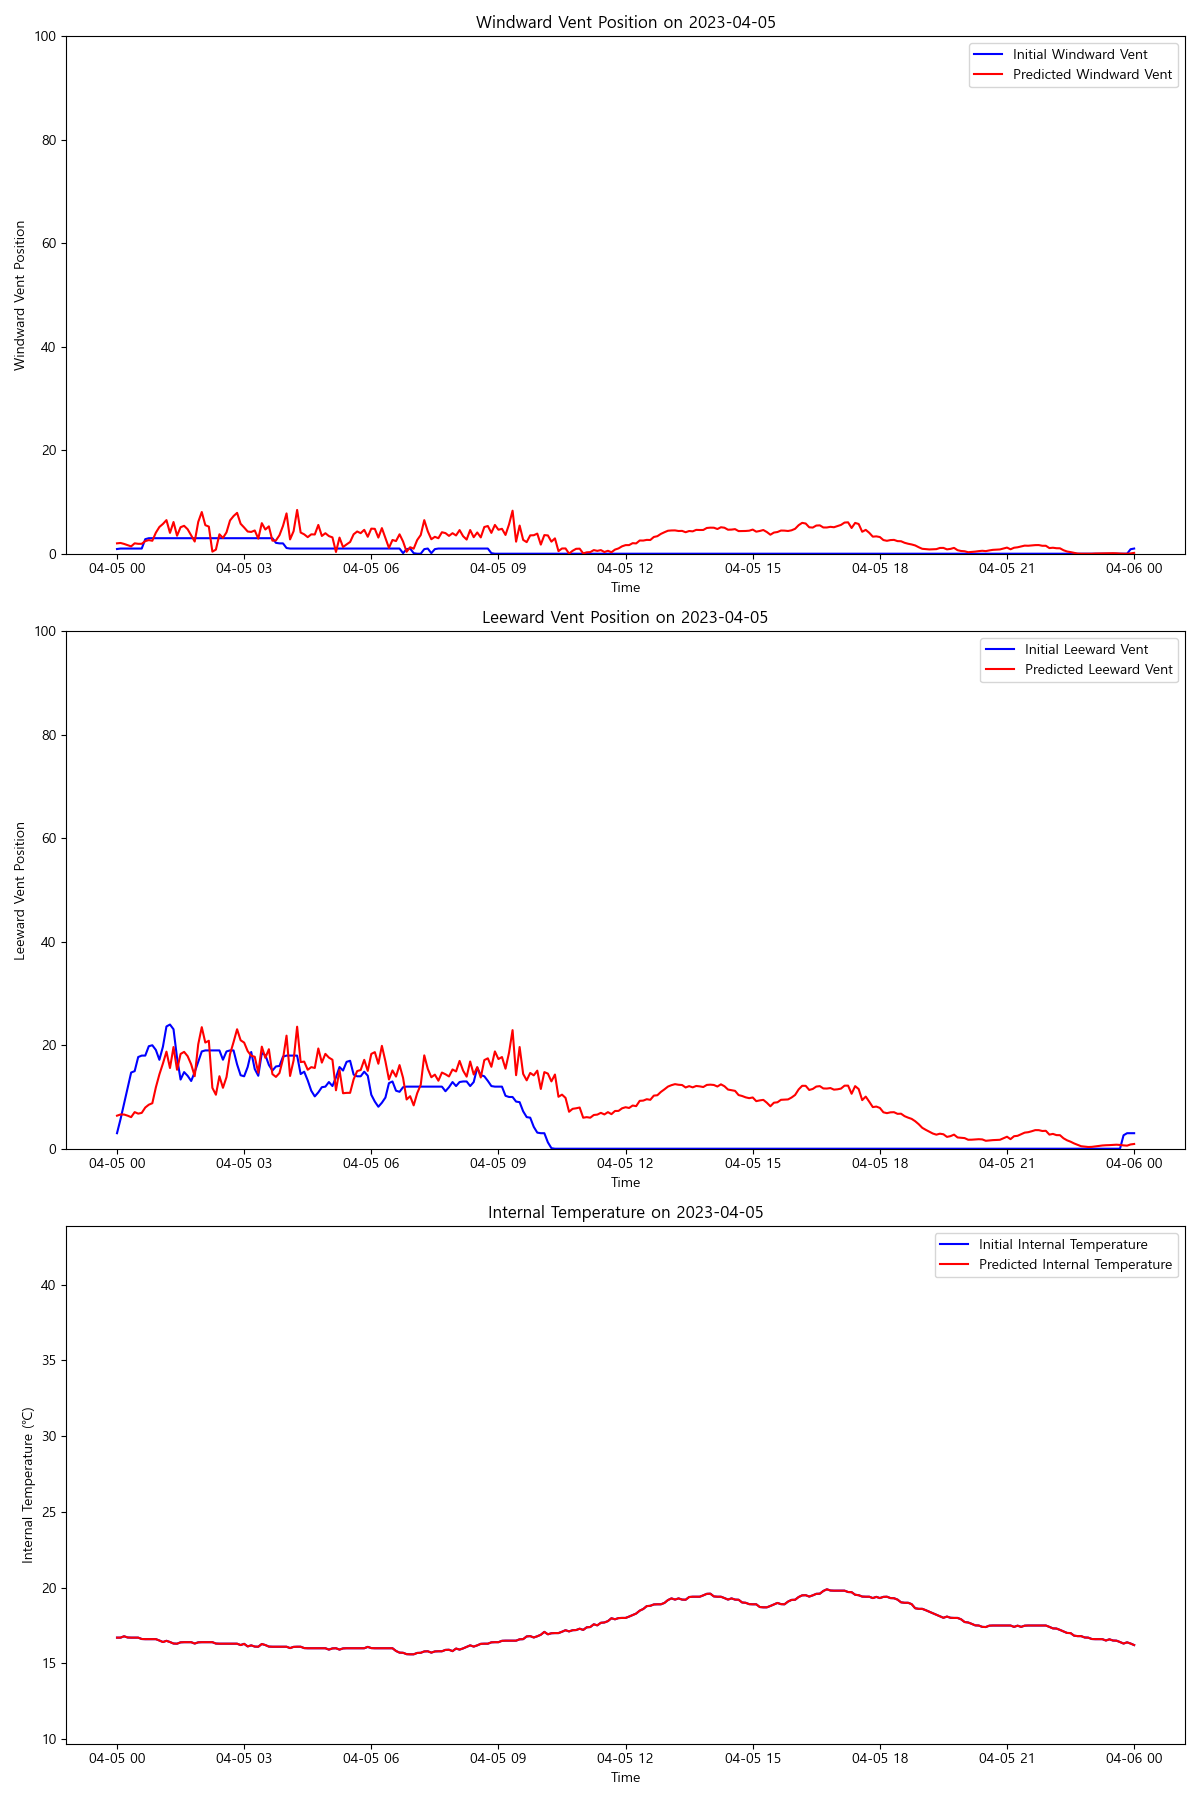 Windward Vent Position on 2023-04-05
100
80
60
40
20
0
Windward Vent Position
Initial Windward Vent
Predicted Windward Vent
04-05 00 04-05 03 04-05 06 04-05 09 04-05 12 04-05 15 04-05 18 04-05 21 04-06 00
Time
Leeward Vent Position on 2023-04-05
100
80
60
40
20
0
Leeward Vent Position
Initial Leeward Vent
Predicted Leeward Vent
04-05 00 04-05 03 04-05 06 04-05 09 04-05 12 04-05 15 04-05 18 04-05 21 04-06 00
Time
Internal Temperature on 2023-04-05
40
35
30
25
20
15
10
Internal Temperature (℃)
Initial Internal Temperature
Predicted Internal Temperature
04-05 00 04-05 03 04-05 06 04-05 09 04-05 12 04-05 15 04-05 18 04-05 21 04-06 00
Time